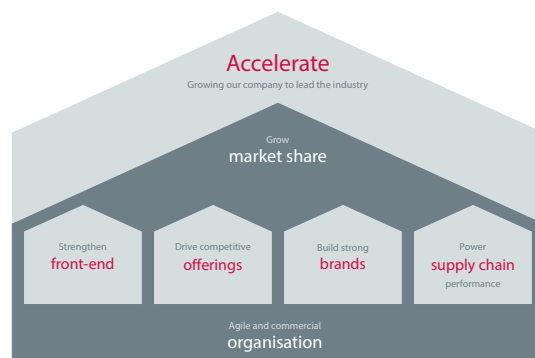 Accelerate
Growing our company to lead the industry
Grow
market share
Strengthen
front-end
Drive competitive
offerings
Build strong
brands
Power
supply chain
performance
Agile and commercial
organisation